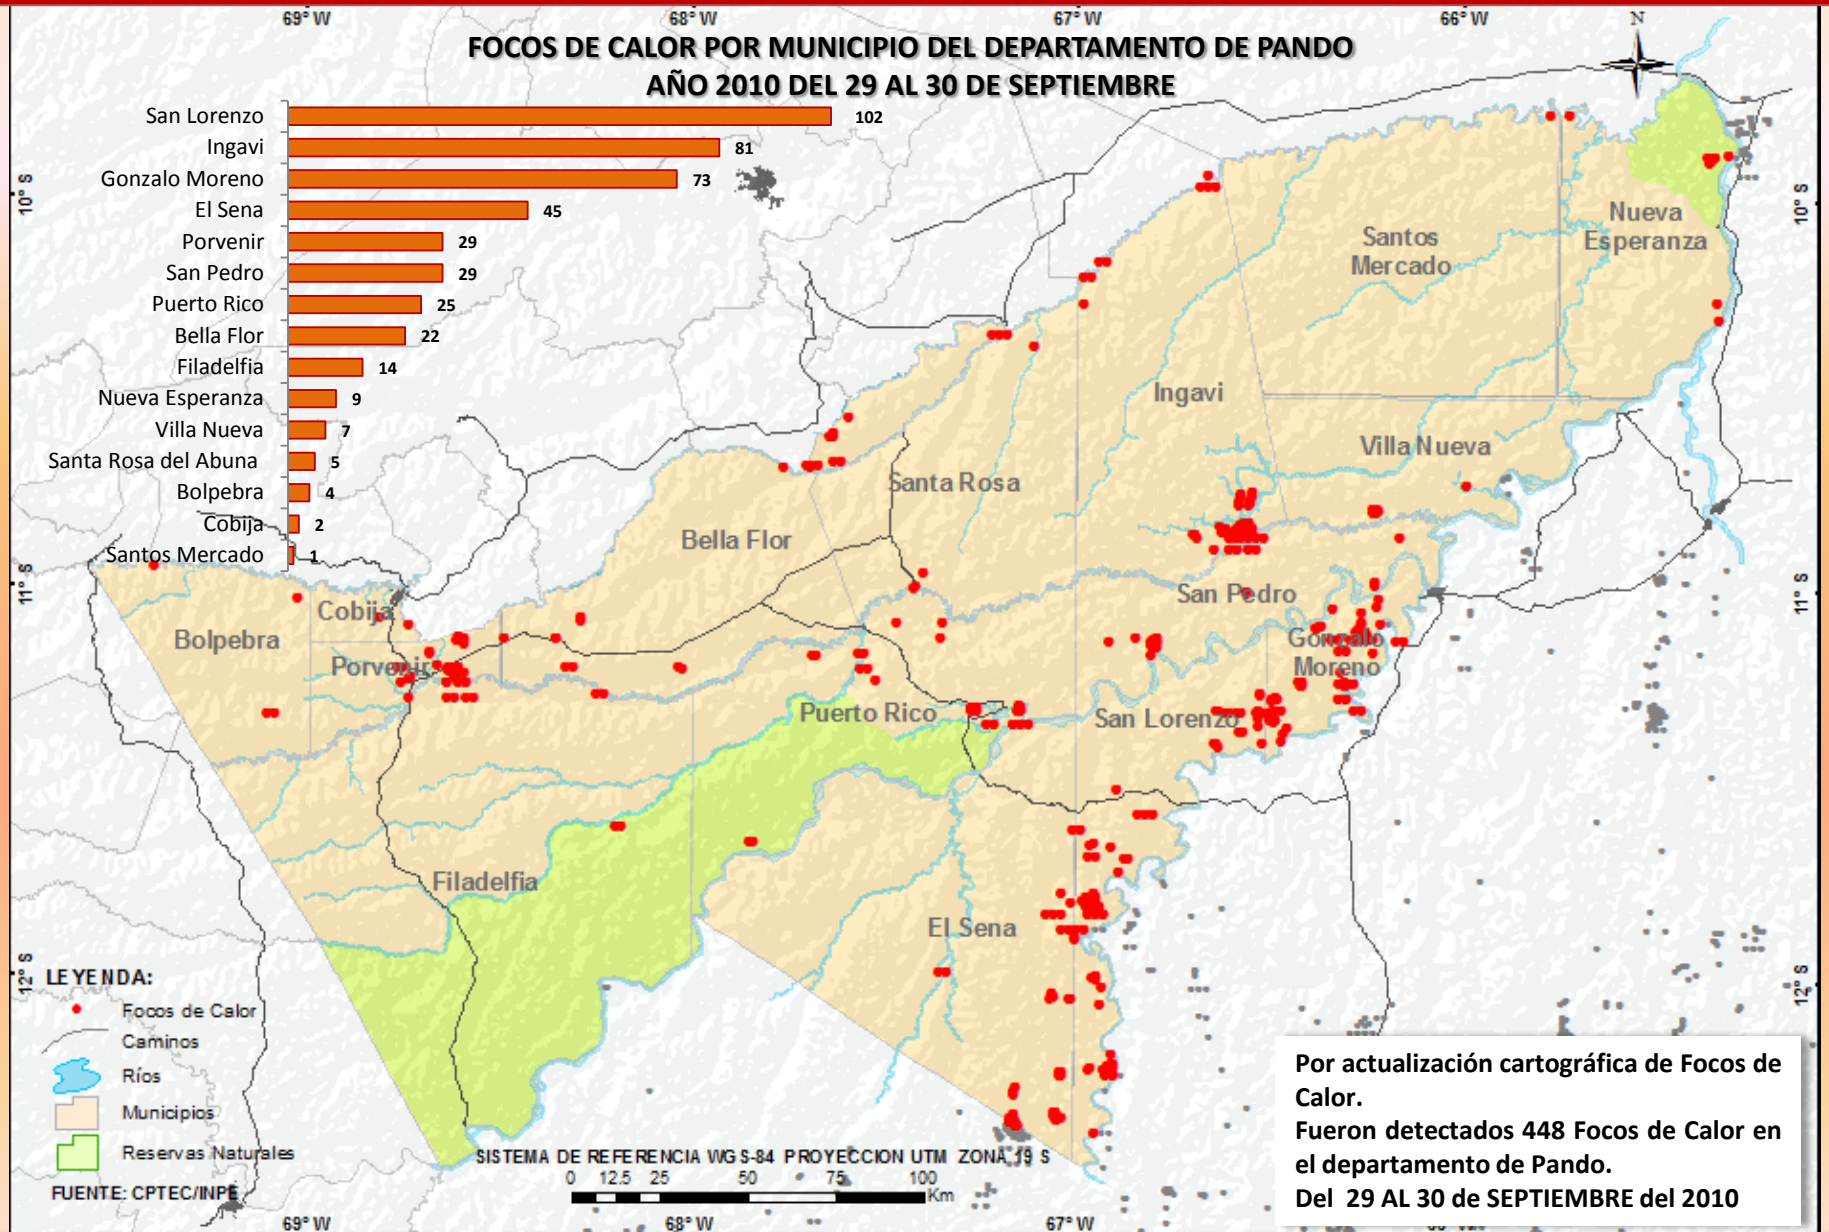 69° W 68° W 67° W 66° W
N
FOCOS DE CALOR POR MUNICIPIO DEL DEPARTAMENTO DE PANDO
AÑO 2010 DEL 29 AL 30 DE SEPTIEMBRE
San Lorenzo 102
Ingavi 81
Gonzalo Moreno 73
El Sena 45
Porvenir 29
San Pedro 29
Puerto Rico 25
Bella Flor 22
Filadelfia 14
Nueva Esperanza 9
Villa Nueva 7
Santa Rosa del Abuna 5
Bolpebra 4
Cobija 2
Santos Mercado 1
10° S
10° S
11° S
11° S
12° S
12° S
Nueva
Esperanza
Santos
Mercado
Ingavi
Villa Nueva
Santa Rosa
Bella Flor
San Pedro
Cobija
Bolpebra
Porvenir
Gonzalo
Moreno
Puerto Rico
San Lorenzo
Filadelfia
El Sena
LEYENDA:
Focos de Calor
Caminos
Ríos
Municipios
Reservas Naturales
FUENTE: CPTEC/INPE
SISTEMA DE REFERENCIA WGS-84 PROYECCION UTM ZONA 19 S
0 12.5 25 50 75 100
Km
Por actualización cartográfica de Focos de
Calor.
Fueron detectados 448 Focos de Calor en
el departamento de Pando.
Del 29 AL 30 de SEPTIEMBRE del 2010
69° W 68° W 67° W